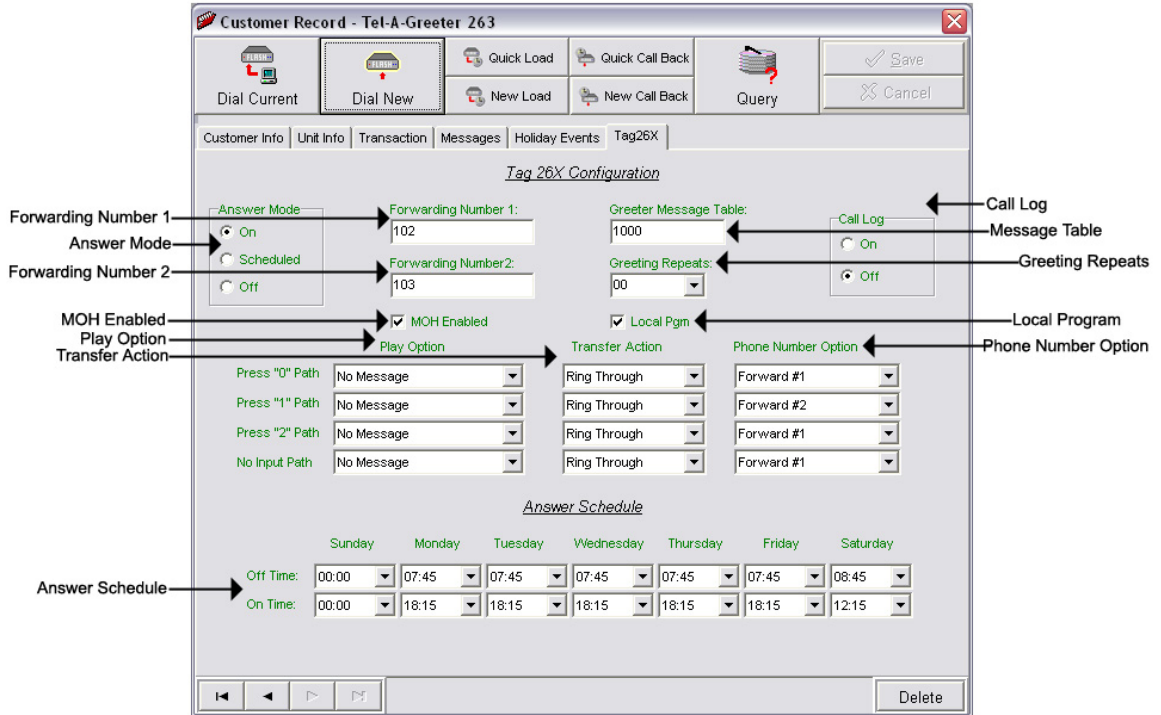 Customer Record - Tel-A-Greeter 263
FLASH FLASH
Dial Current Dial New Quick Load Quick Call Back Query Save
New Load New Call Back Cancel
Customer Info Unit Info Transaction Messages Holiday Events Tag26X
Tag 26X Configuration
Forwarding Number 1 Answer Mode Forwarding Number 1: Greeter Message Table: Call Log Call Log
Answer Mode On 102 1000 On Message Table
Forwarding Number 2 Scheduled Forwarding Number2: Greeting Repeats: Off Greeting Repeats
Off 103 00
MOH Enabled MOH Enabled Local Pgm Local Program
Play Option Play Option Transfer Action Phone Number Option Phone Number Option
Transfer Action
Press "0" Path No Message Ring Through Forward #1
Press "1" Path No Message Ring Through Forward #2
Press "2" Path No Message Ring Through Forward #1
No Input Path No Message Ring Through Forward #1
Answer Schedule
Sunday Monday Tuesday Wednesday Thursday Friday Saturday
Answer Schedule Off Time: 00:00 07:45 07:45 07:45 07:45 07:45 08:45
On Time: 00:00 18:15 18:15 18:15 18:15 18:15 12:15
Delete